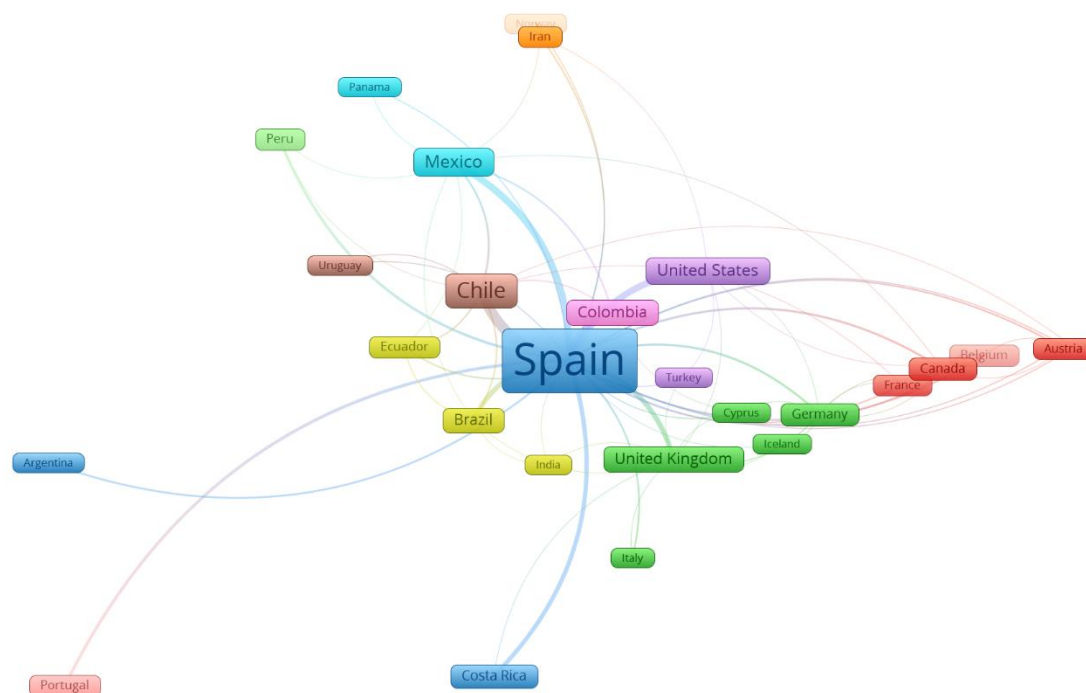 Norway
Iran
Panama
Peru
Mexico
Uruguay
United States
Chile
Colombia
Ecuador
Spain
Belgium
Austria
Canada
Turkey
France
Cyprus
Germany
Brazil
Iceland
United Kingdom
India
Argentina
Italy
Costa Rica
Portugal